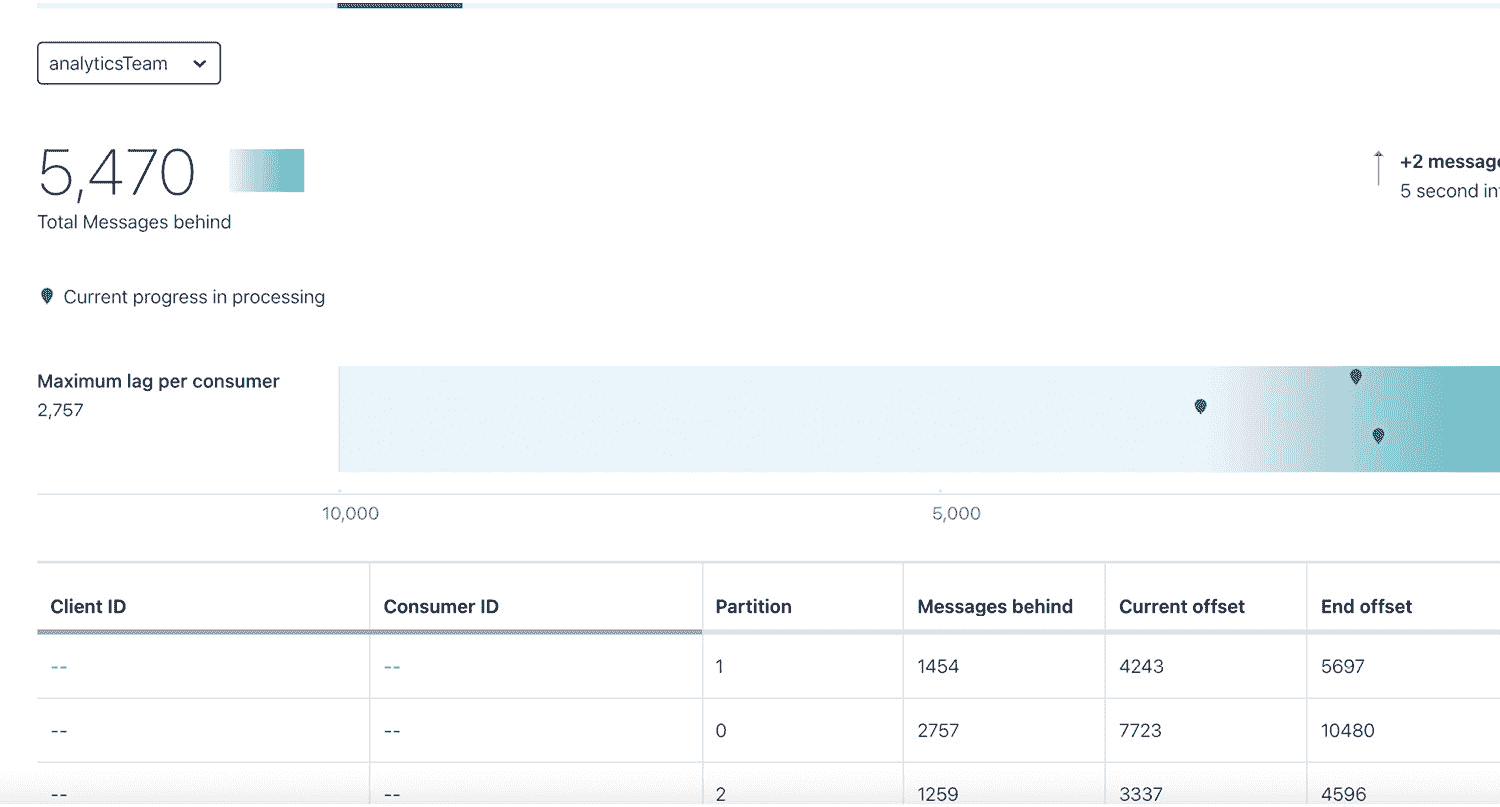 analyticsTeam
5,470
Total Messages behind
+2 message
5 second in
Current progress in processing
Maximum lag per consumer
2,757
10,000
5,000
Client ID Consumer ID Partition Messages behind Current offset End offset
-- -- 1 1454 4243 5697
-- -- 0 2757 7723 10480
-- -- 2 1259 3337 4596